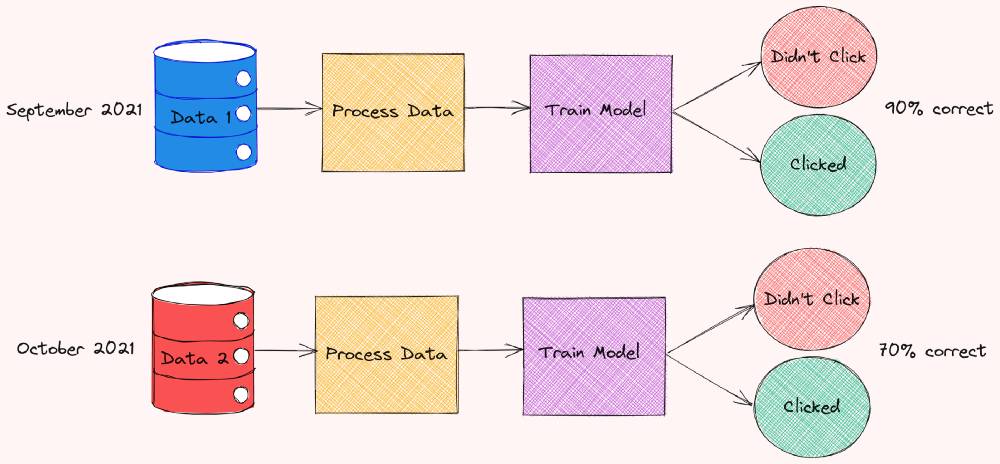 September 2021
Data 1
Process Data
Train Model
Didn't Click
Clicked
90% correct
October 2021
Data 2
Process Data
Train Model
Didn't Click
Clicked
70% correct